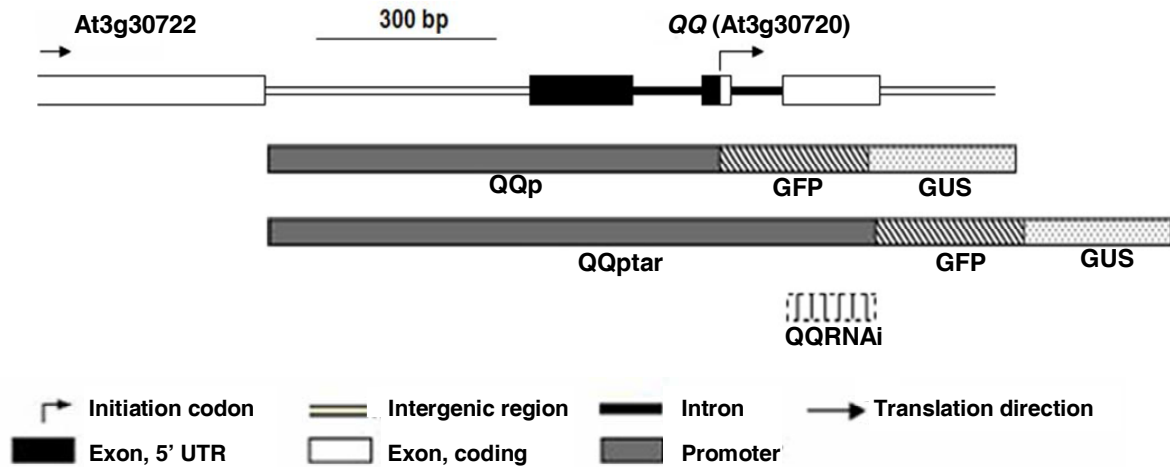 At3g30722
300 bp
QQ (At3g30720)
QQp
GFP
GUS
QQptar
GFP
GUS
QQRNAi
Initiation codon
Intergenic region
Intron
Translation direction
Exon, 5' UTR
Exon, coding
Promoter